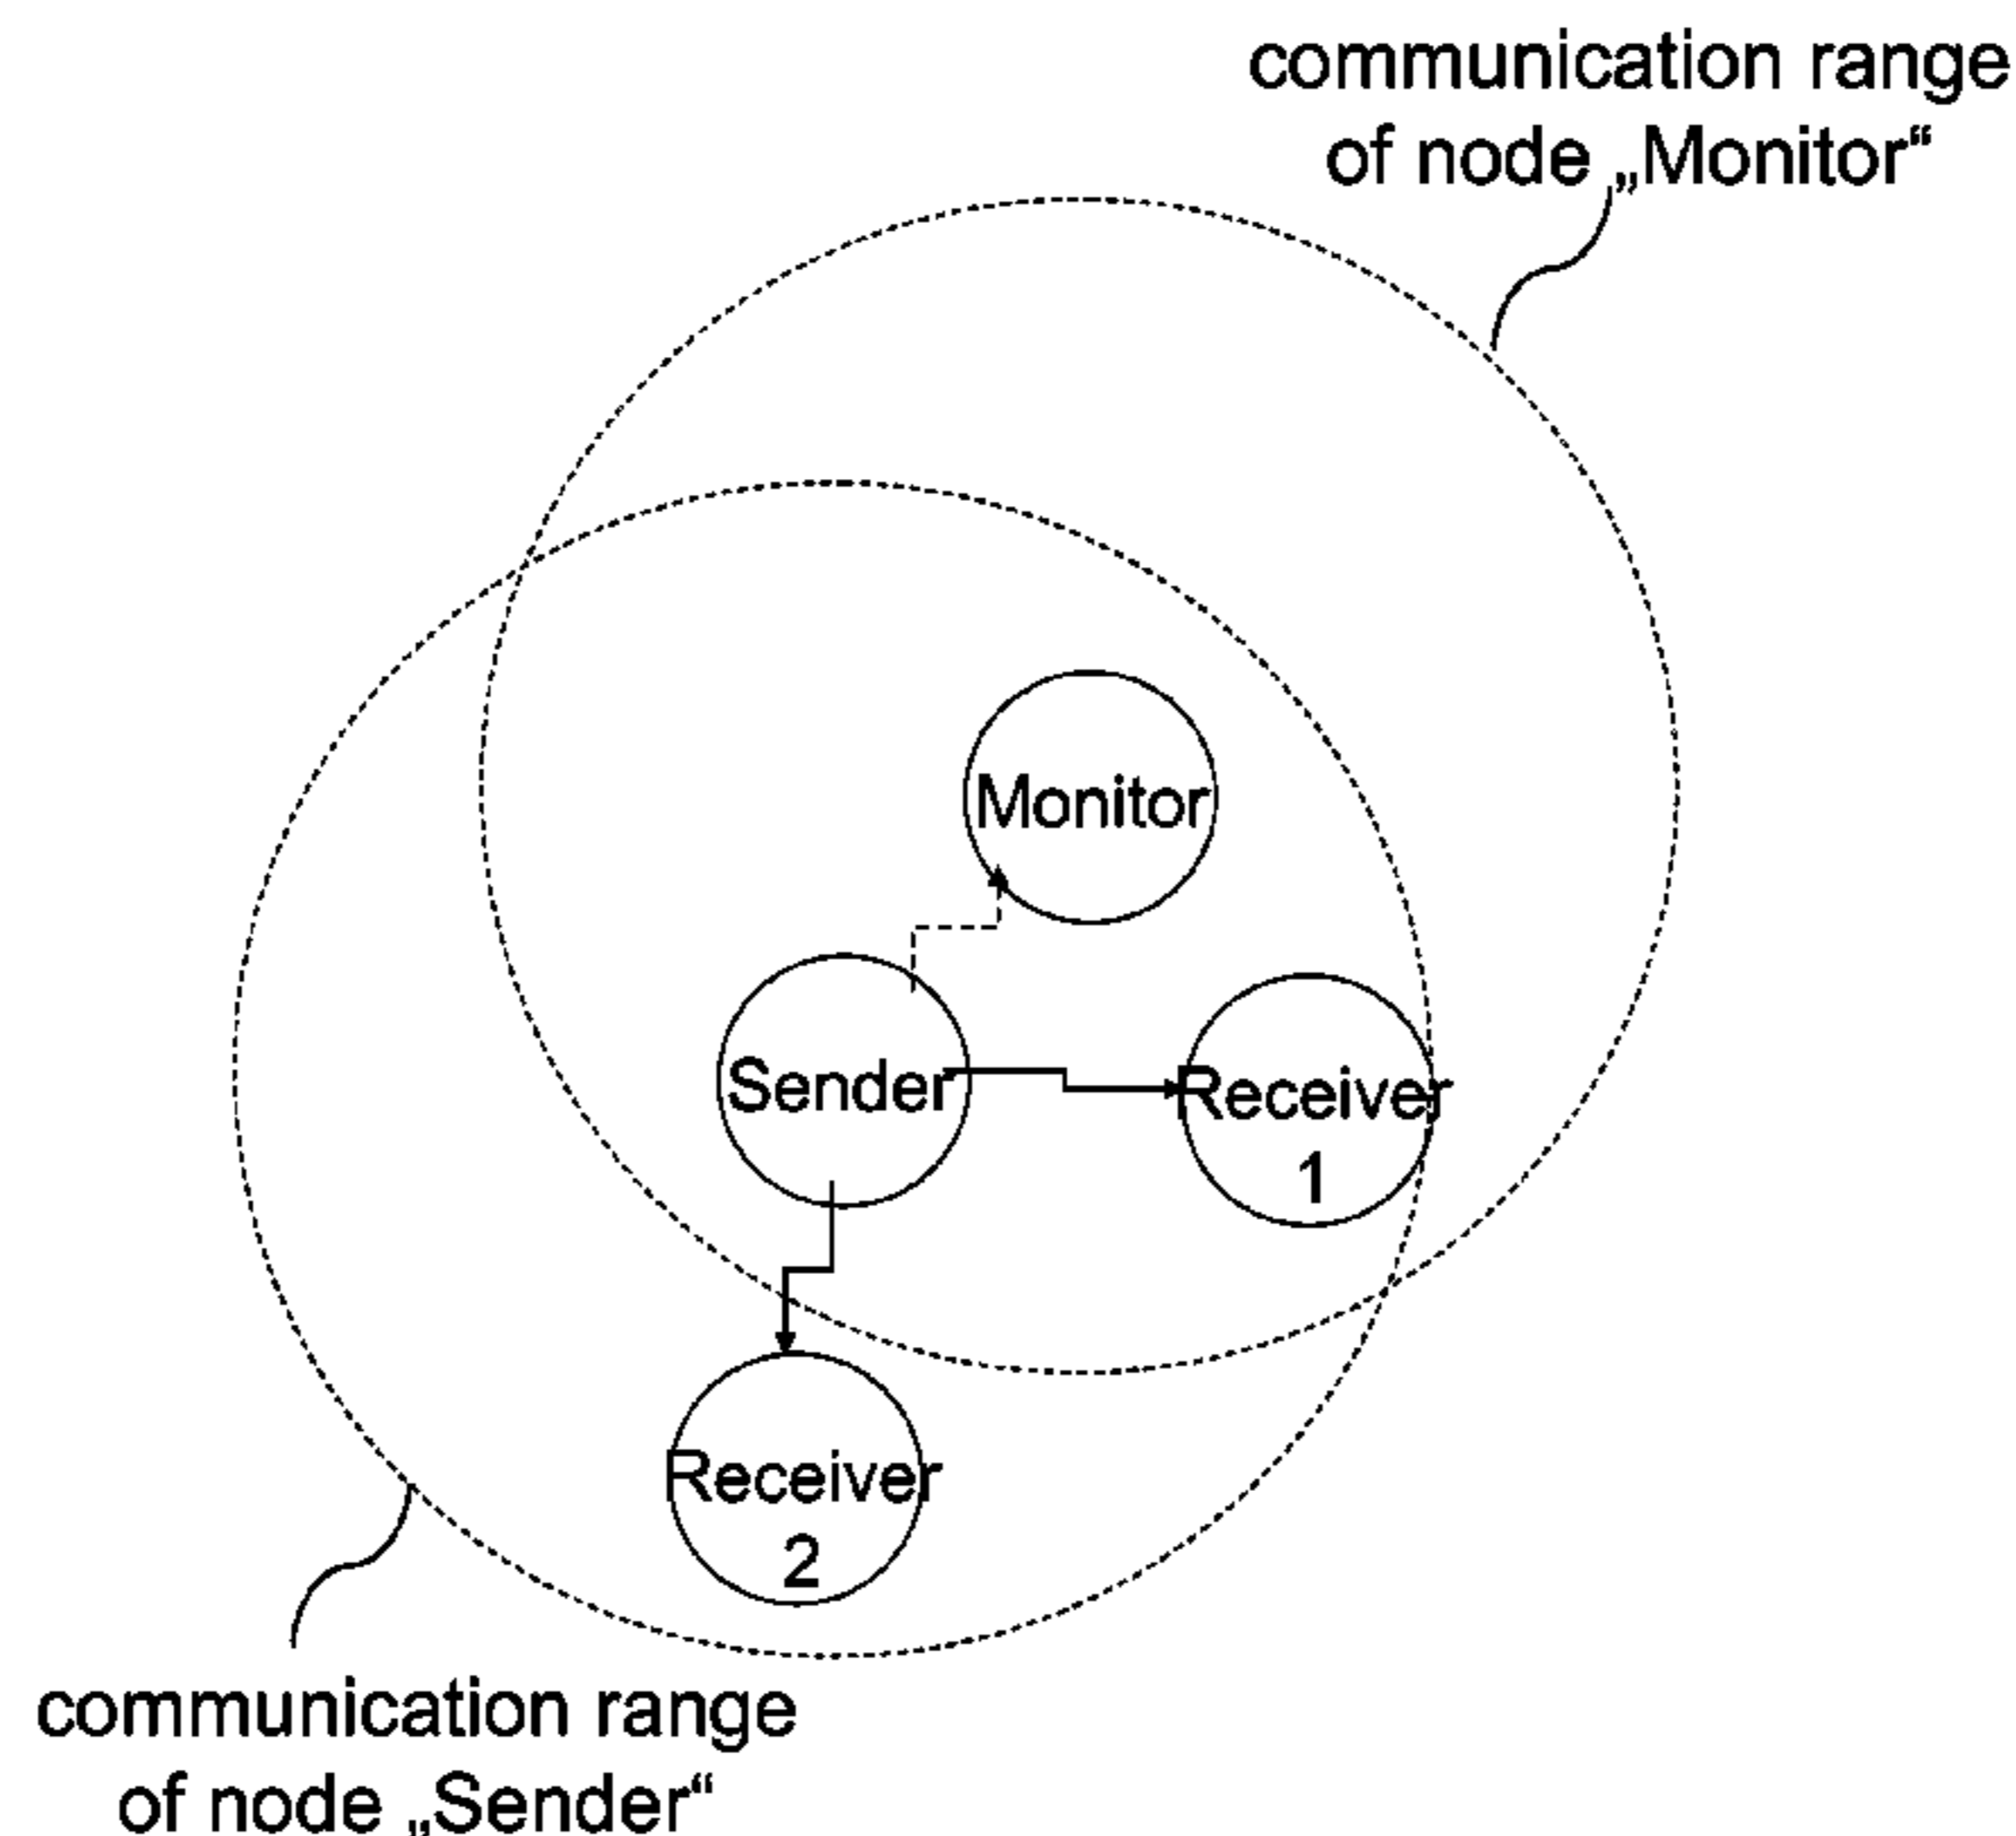 communication range
of node „Monitor“
Monitor
Sender
Receiver
1
Receiver
2
communication range
of node „Sender“